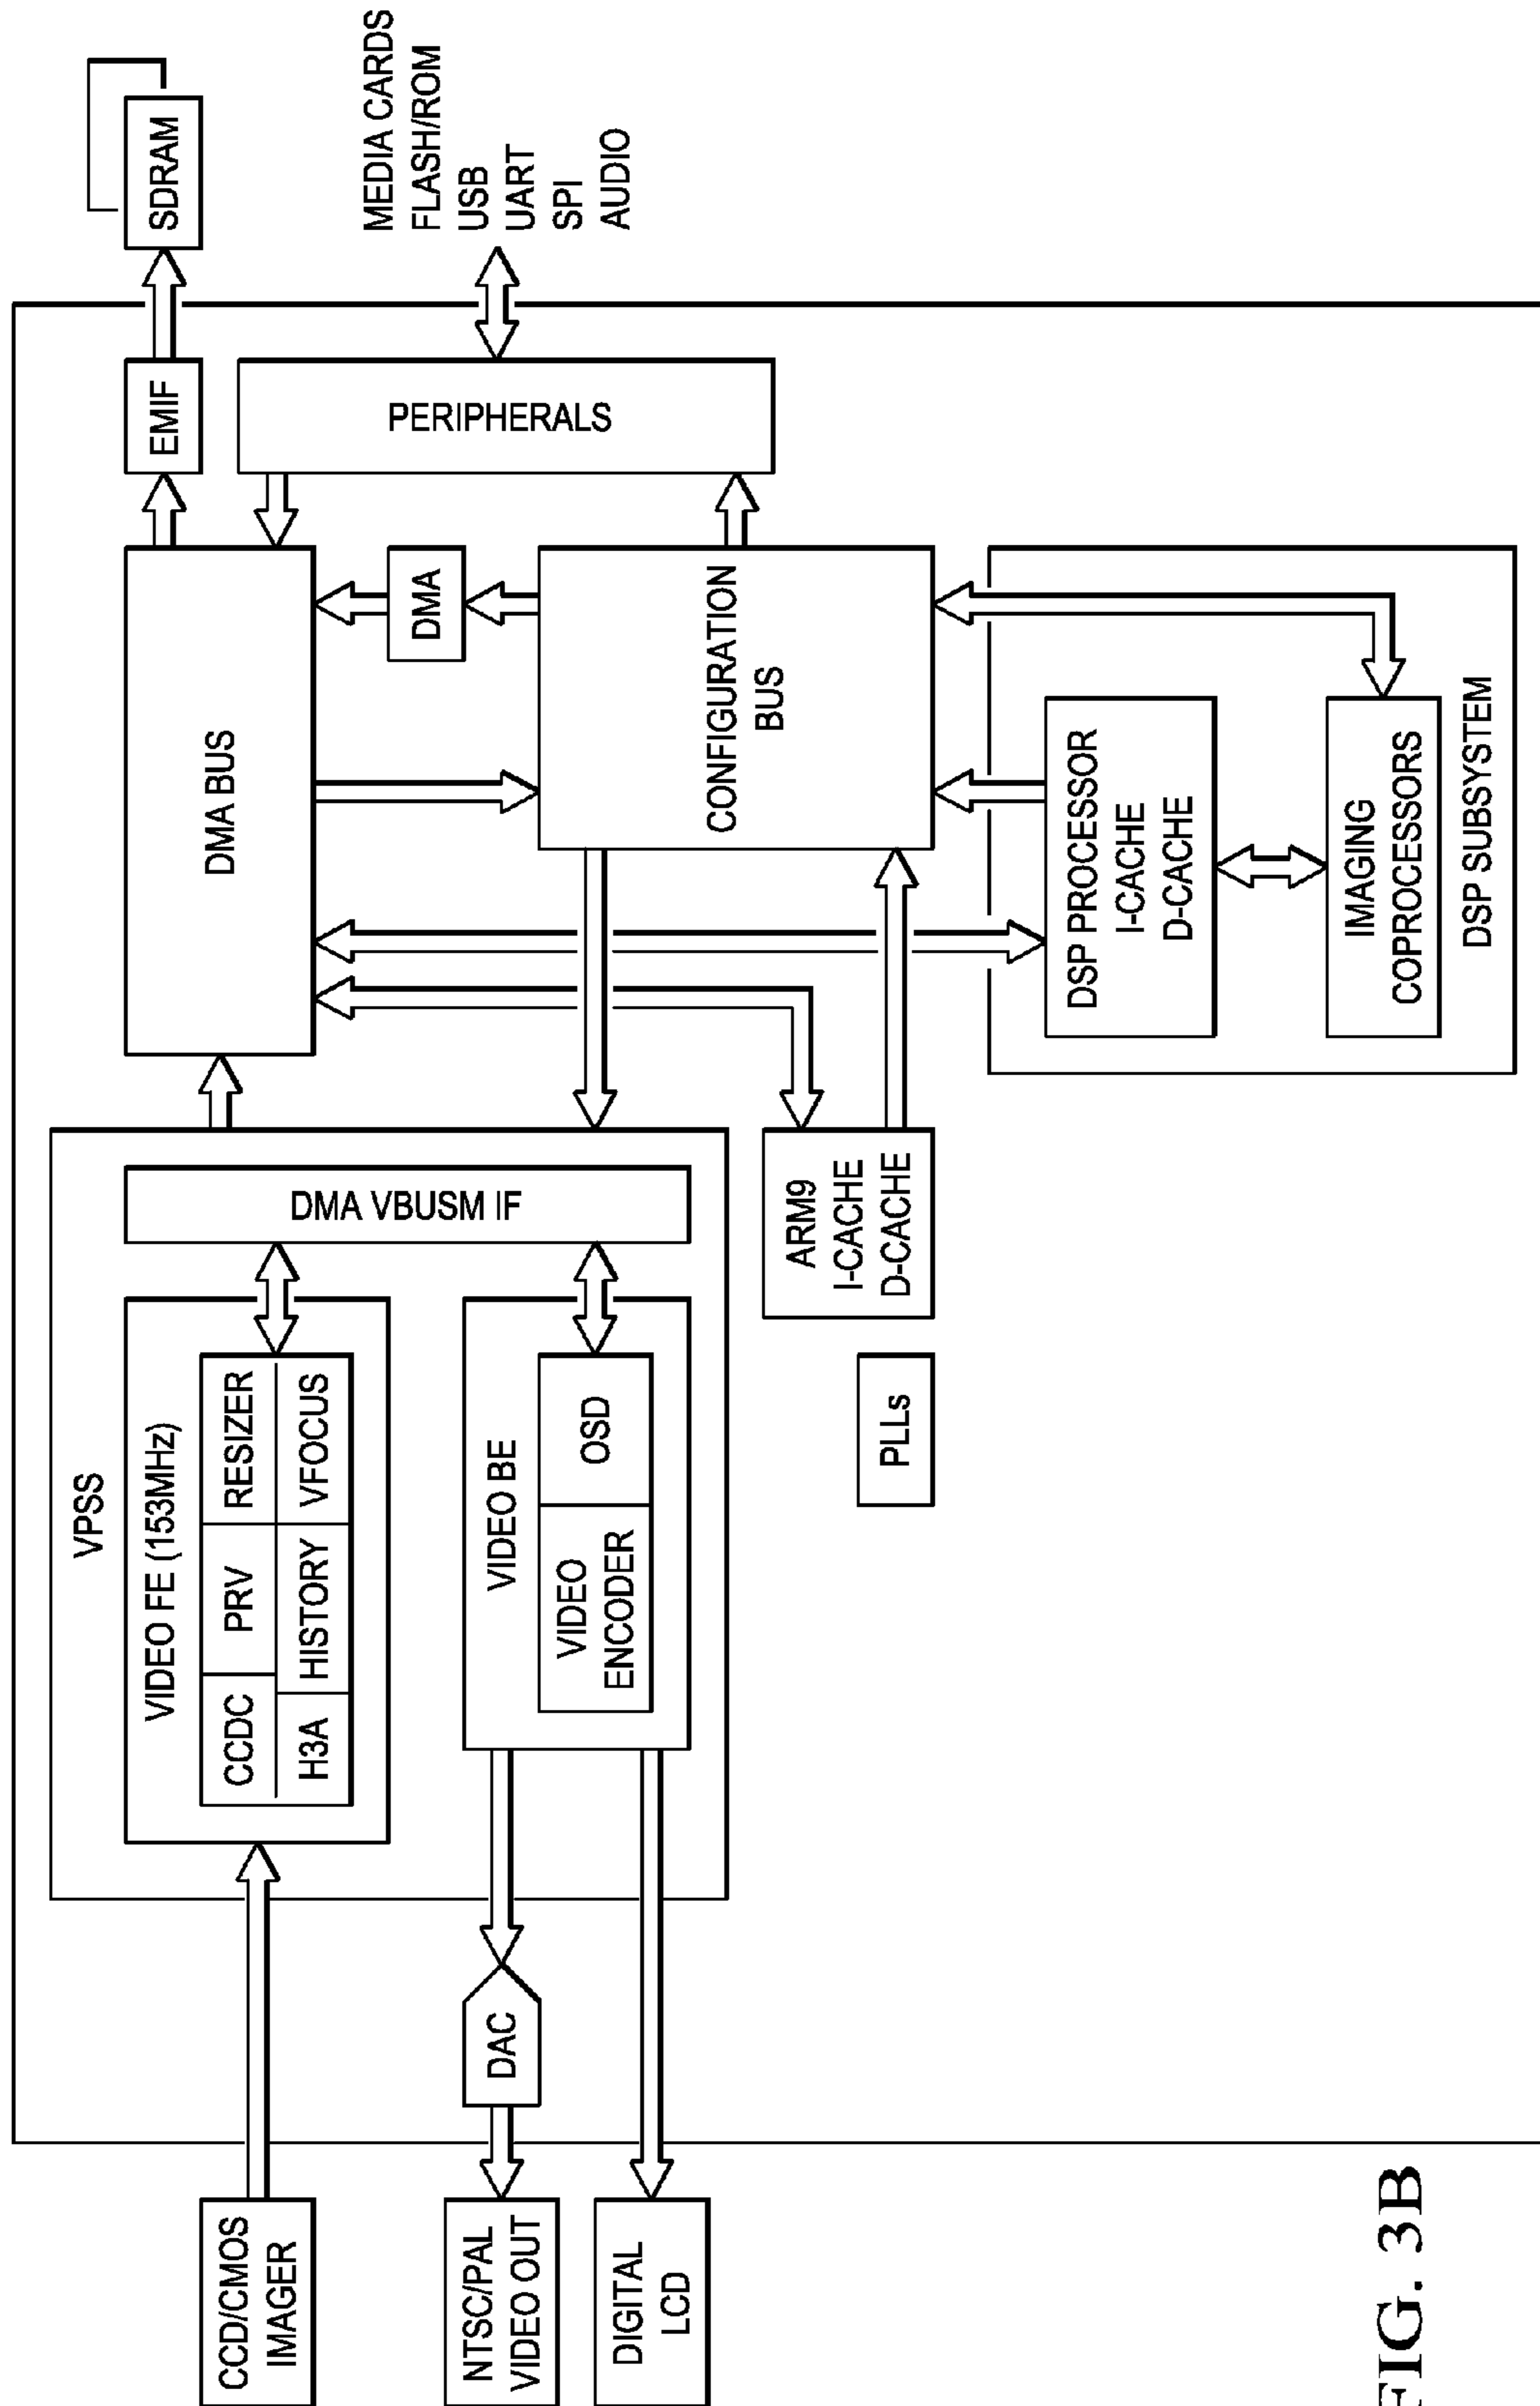 CCD/CMOS
IMAGER
NTSC/PAL
VIDEO OUT
DIGITAL
LCD
DAC
VPSS
VIDEO FE (153MHz)
CCDC
PRV
RESIZER
H3A
HISTORY
VFOCUS
VIDEO BE
VIDEO
ENCODER
OSD
DMA VBUSM IF
PLLs
ARM9
I-CACHE
D-CACHE
DMA BUS
DMA
CONFIGURATION
BUS
DSP PROCESSOR
I-CACHE
D-CACHE
IMAGING
COPROCESSORS
DSP SUBSYSTEM
EMIF
PERIPHERALS
SDRAM
MEDIA CARDS
FLASH/ROM
USB
UART
SPI
AUDIO
FIG. 3B